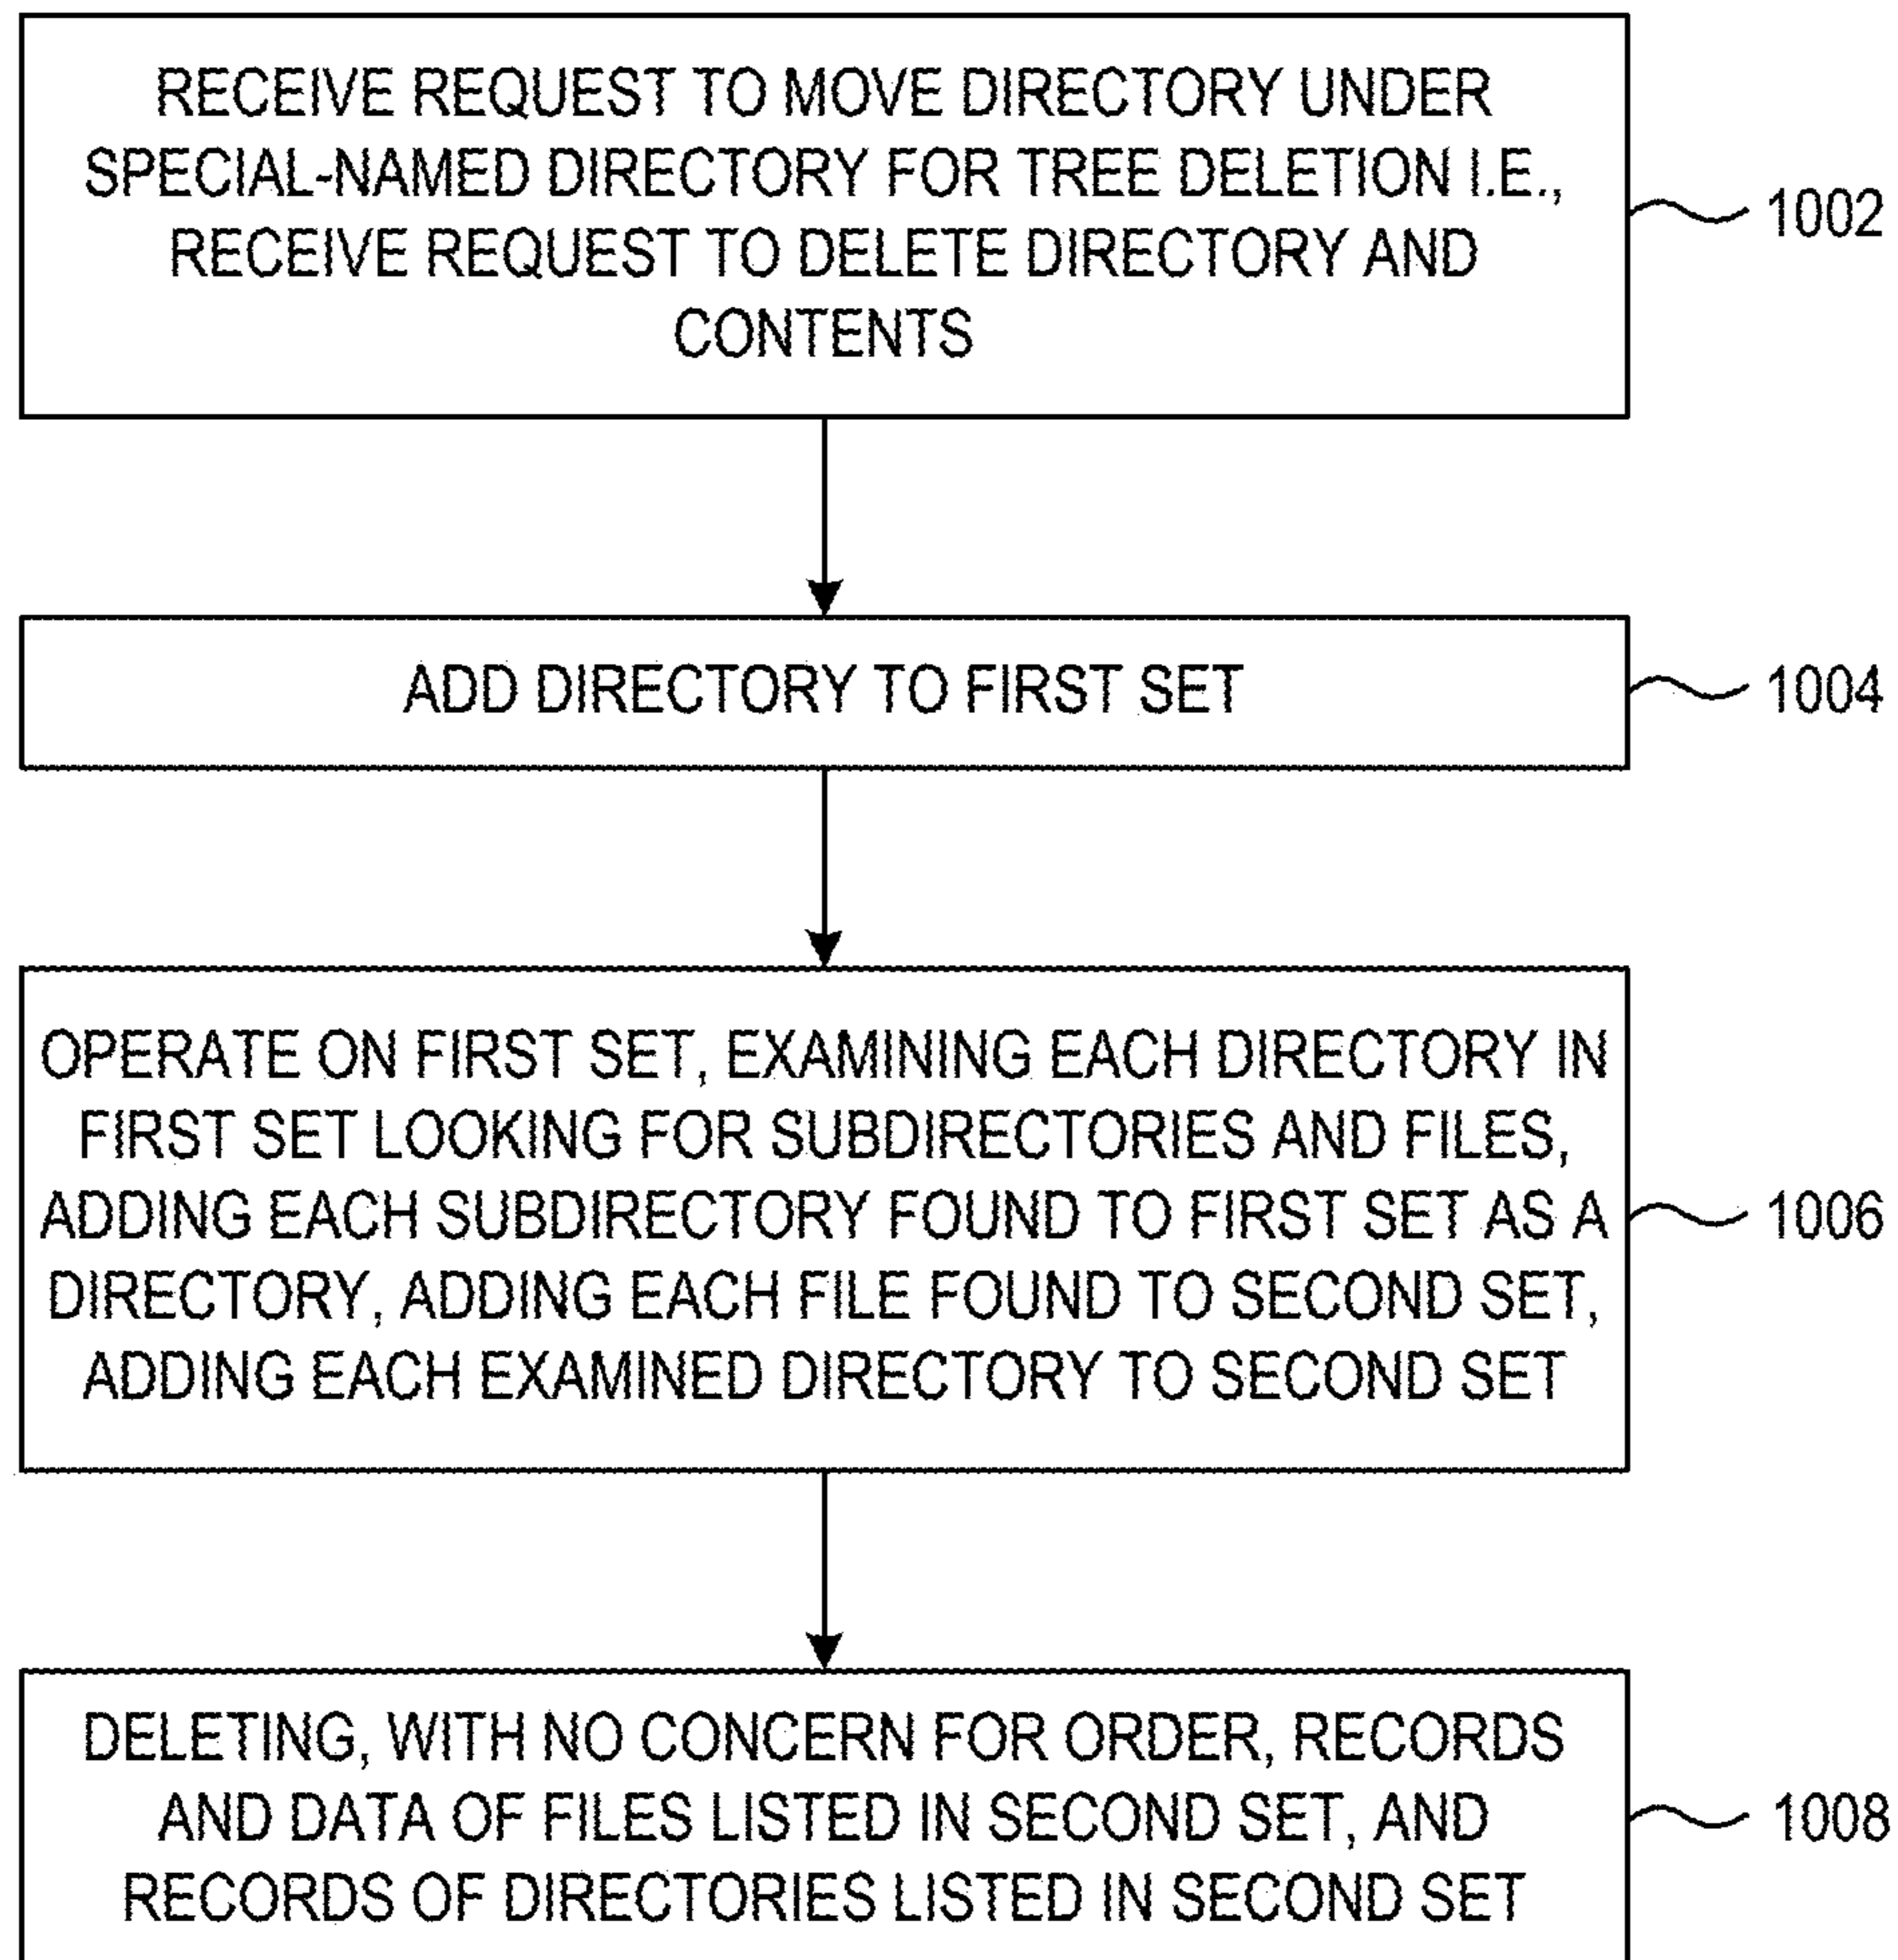 RECEIVE REQUEST TO MOVE DIRECTORY UNDER
SPECIAL-NAMED DIRECTORY FOR TREE DELETION I.E.,
RECEIVE REQUEST TO DELETE DIRECTORY AND
CONTENTS
1002
ADD DIRECTORY TO FIRST SET
1004
OPERATE ON FIRST SET, EXAMINING EACH DIRECTORY IN
FIRST SET LOOKING FOR SUBDIRECTORIES AND FILES,
ADDING EACH SUBDIRECTORY FOUND TO FIRST SET AS A
DIRECTORY, ADDING EACH FILE FOUND TO SECOND SET,
ADDING EACH EXAMINED DIRECTORY TO SECOND SET
1006
DELETING, WITH NO CONCERN FOR ORDER, RECORDS
AND DATA OF FILES LISTED IN SECOND SET, AND
RECORDS OF DIRECTORIES LISTED IN SECOND SET
1008